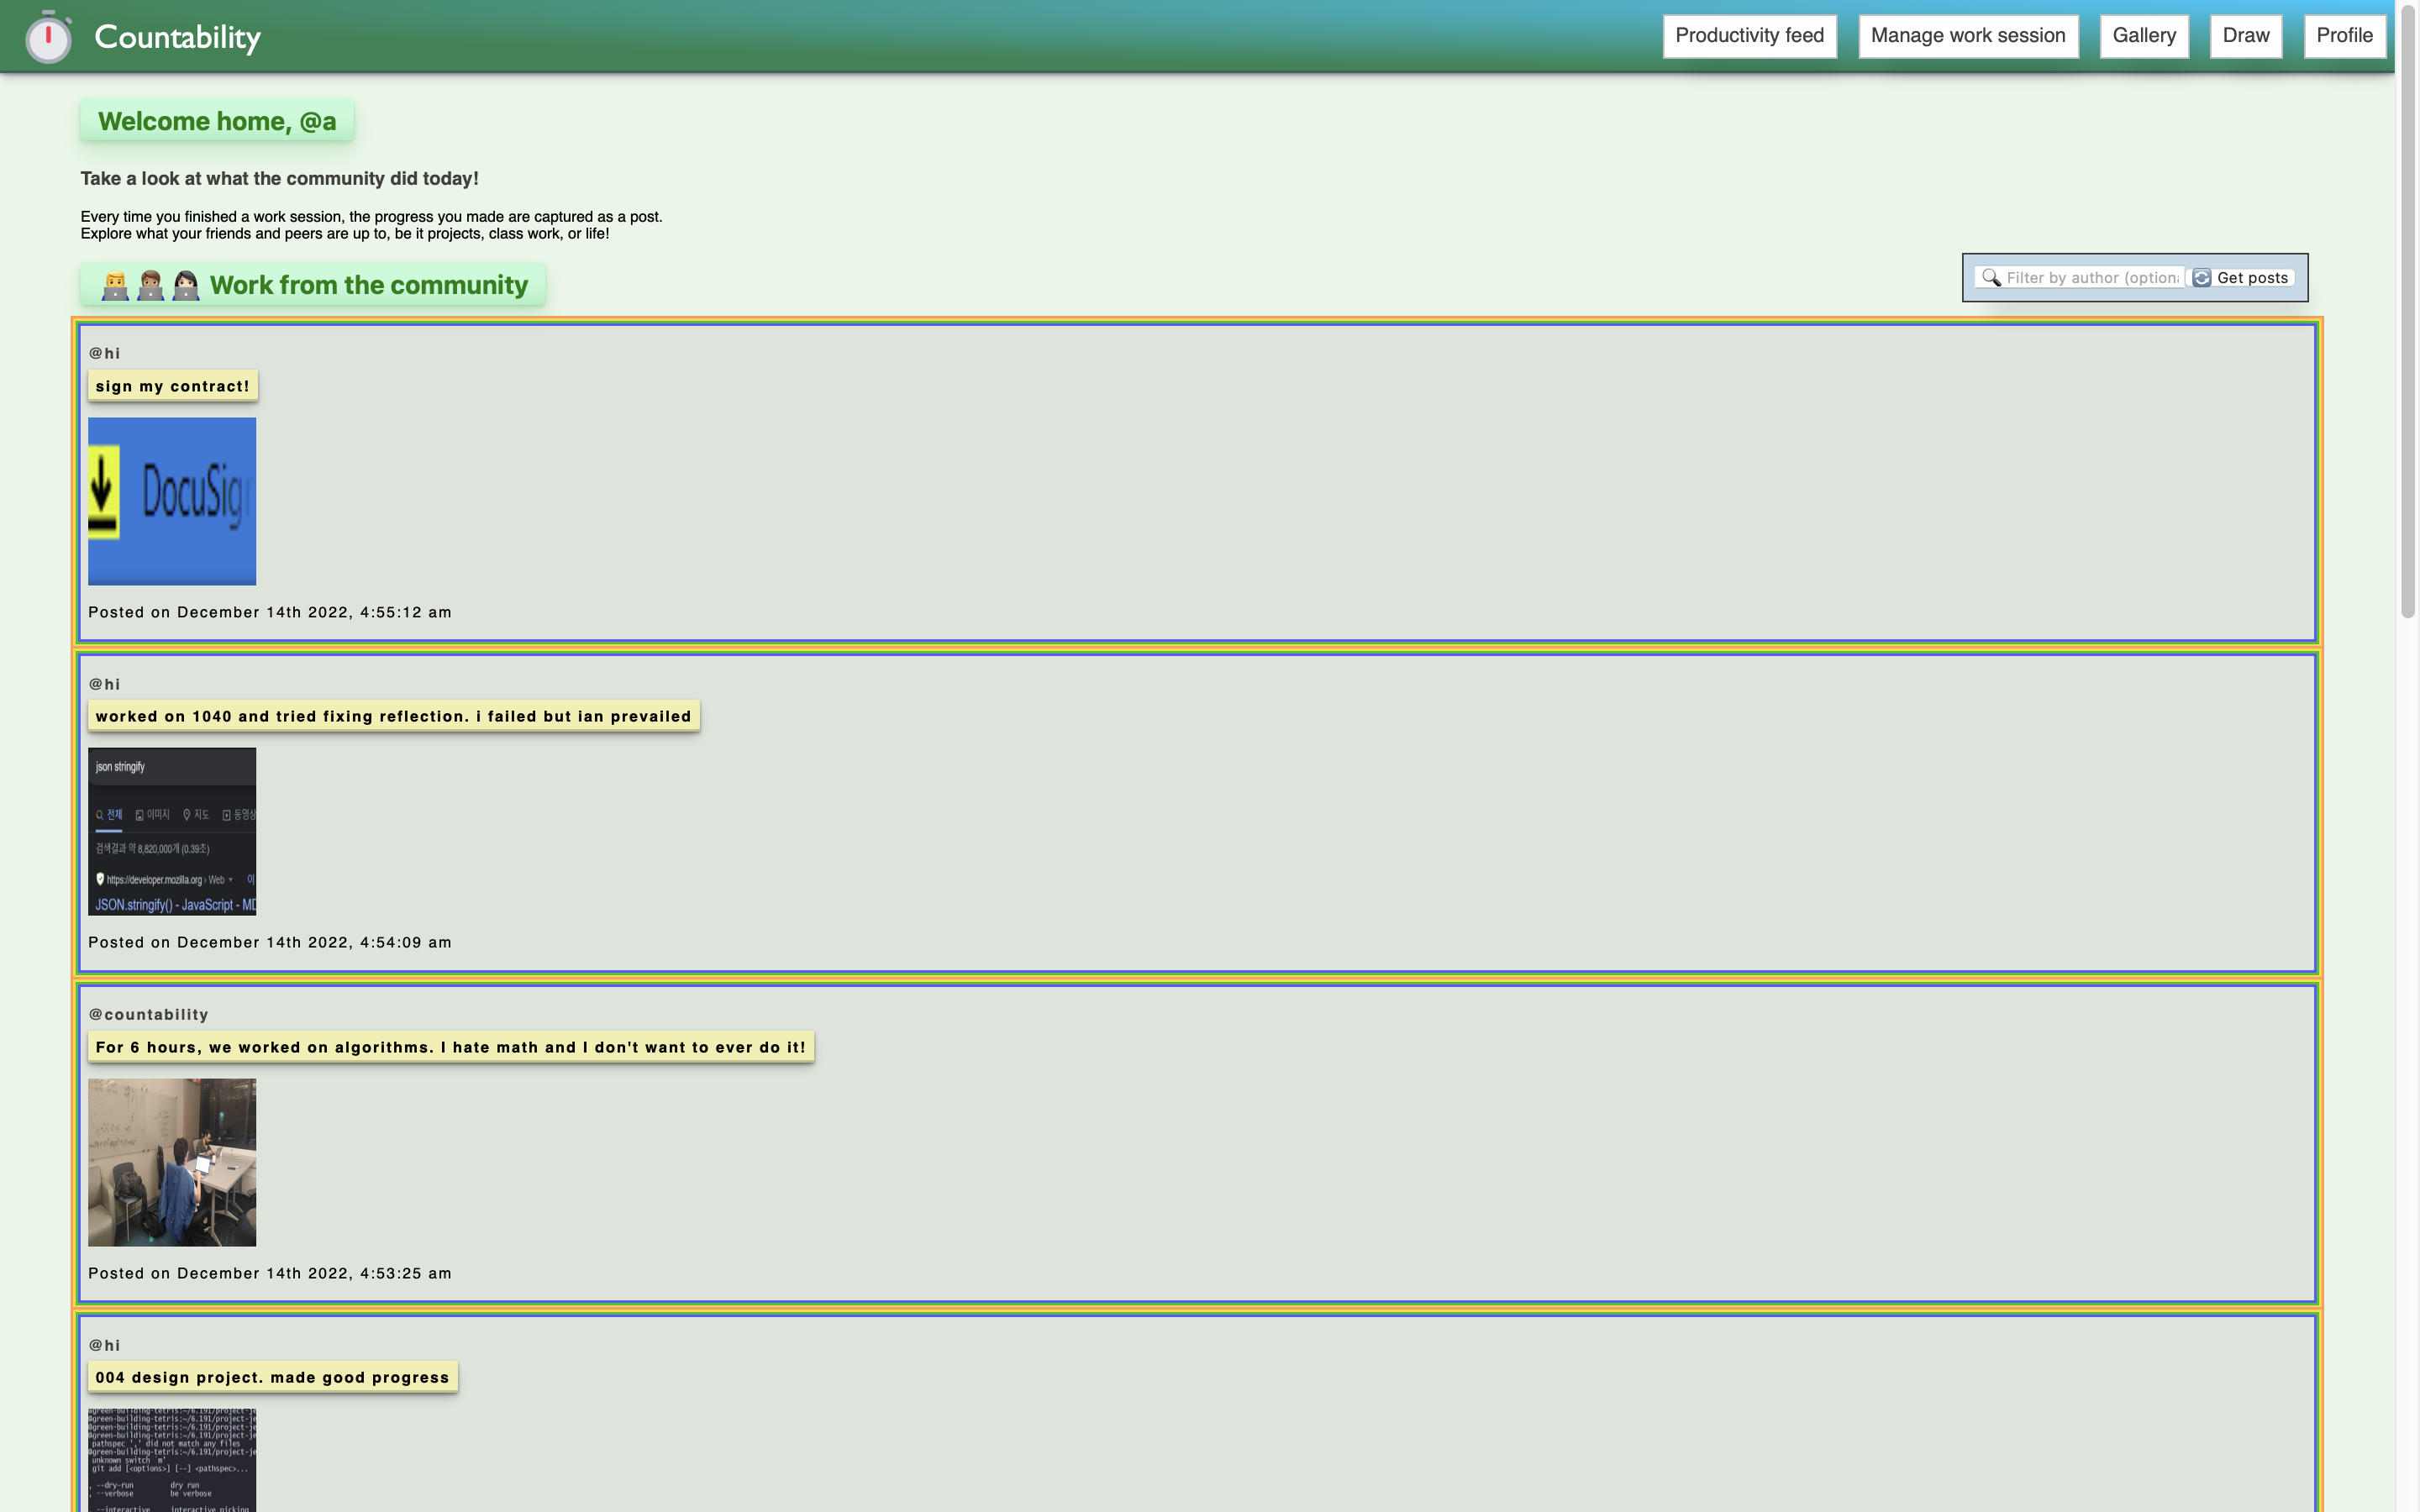 Countability
Productivity feed
Manage work session
Gallery
Draw
Profile
Welcome home, @a
Take a look at what the community did today!
Every time you finished a work session, the progress you made are captured as a post.
Explore what your friends and peers are up to, be it projects, class work, or life!
Work from the community
Filter by author (optiona
Get posts
@hi
sign my contract!
DocuSign
Posted on December 14th 2022, 4:55:12 am
@hi
worked on 1040 and tried fixing reflection. i failed but ian prevailed
json stringify
전체 이미지 지도 동영상
검색결과 약 8,820,000개 (0.39초)
https://developer.mozilla.org › Web
JSON.stringify() - JavaScript - MD
Posted on December 14th 2022, 4:54:09 am
@countability
For 6 hours, we worked on algorithms. I hate math and I don't want to ever do it!
Posted on December 14th 2022, 4:53:25 am
@hi
004 design project. made good progress
@green-building-tetris:~/6.191/project-je
@green-building-tetris:~/6.191/project-je
@green-building-tetris:~/6.191/project-je
@green-building-tetris:~/6.191/project-je
pathspec '.' did not match any files
@green-building-tetris:~/6.191/project-je
unknown switch `m'
git add [<options>] [--] <pathspec>...
, --dry-run dry run
, --verbose be verbose
, --interactive interactive picking